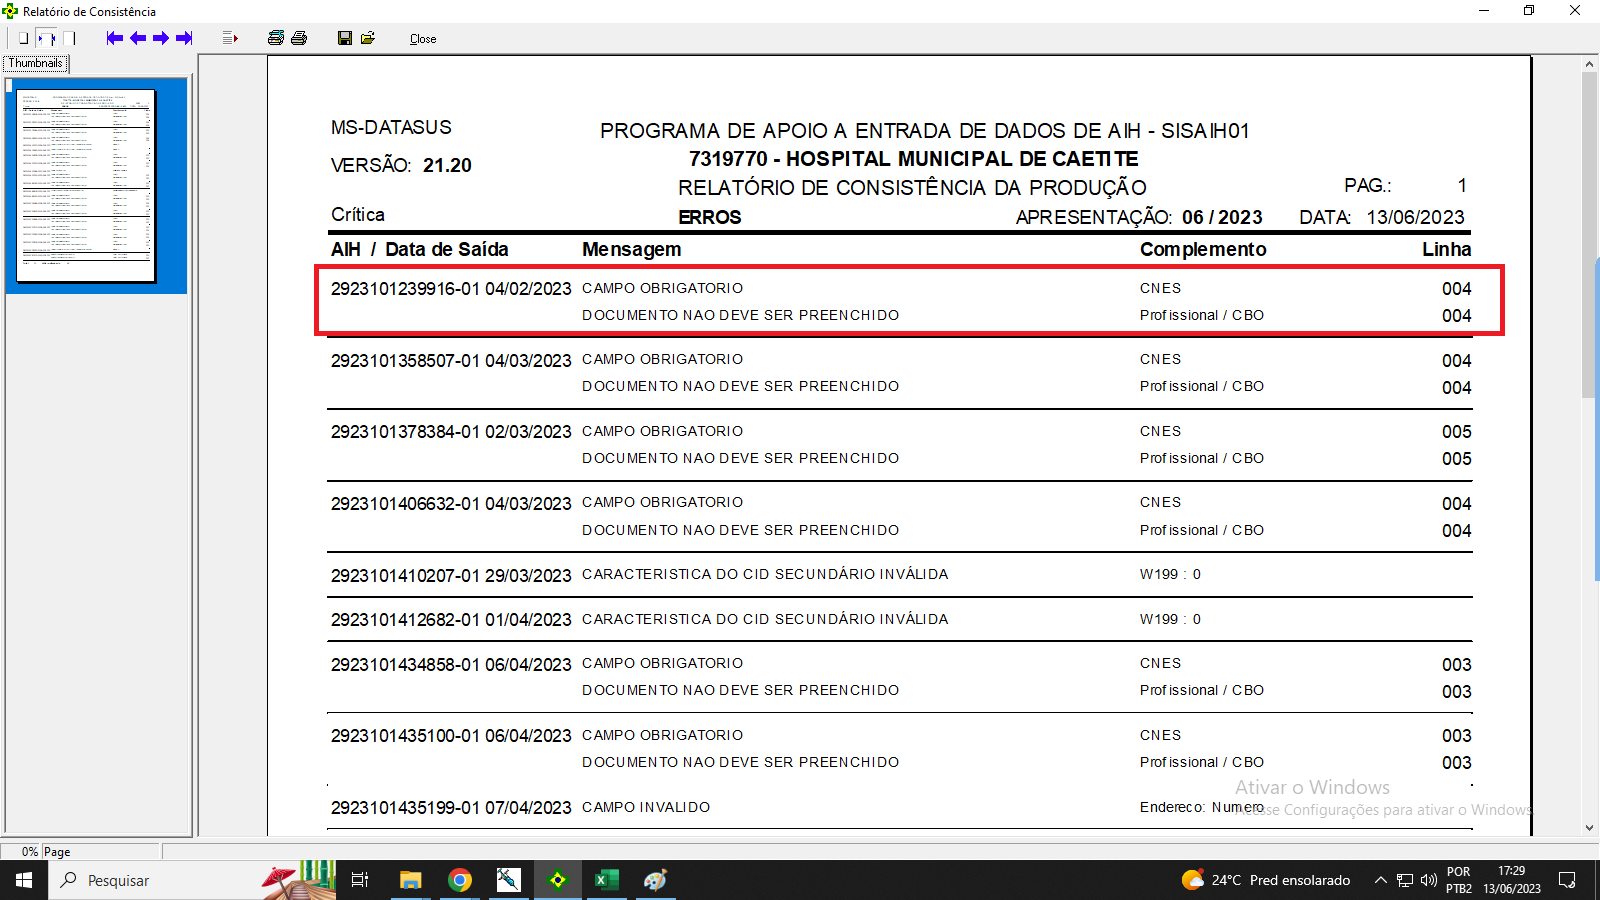 Relatório de Consistência
Close
Thumbnails
MS-DATASUS
PROGRAMA DE APOIO A ENTRADA DE DADOS DE AIH - SISAIH01
VERSÃO: 21.20
7319770 - HOSPITAL MUNICIPAL DE CAETITE
RELATÓRIO DE CONSISTÊNCIA DA PRODUÇÃO
PAG.: 1
Crítica
ERROS
APRESENTAÇÃO: 06 / 2023
DATA: 13/06/2023
AIH / Data de Saída Mensagem Complemento Linha
2923101239916-01 04/02/2023 CAMPO OBRIGATORIO CNES 004
DOCUMENTO NAO DEVE SER PREENCHIDO Profissional / CBO 004
2923101358507-01 04/03/2023 CAMPO OBRIGATORIO CNES 004
DOCUMENTO NAO DEVE SER PREENCHIDO Profissional / CBO 004
2923101378384-01 02/03/2023 CAMPO OBRIGATORIO CNES 005
DOCUMENTO NAO DEVE SER PREENCHIDO Profissional / CBO 005
2923101406632-01 04/03/2023 CAMPO OBRIGATORIO CNES 004
DOCUMENTO NAO DEVE SER PREENCHIDO Profissional / CBO 004
2923101410207-01 29/03/2023 CARACTERISTICA DO CID SECUNDÁRIO INVÁLIDA W199 : 0
2923101412682-01 01/04/2023 CARACTERISTICA DO CID SECUNDÁRIO INVÁLIDA W199 : 0
2923101434858-01 06/04/2023 CAMPO OBRIGATORIO CNES 003
DOCUMENTO NAO DEVE SER PREENCHIDO Profissional / CBO 003
2923101435100-01 06/04/2023 CAMPO OBRIGATORIO CNES 003
DOCUMENTO NAO DEVE SER PREENCHIDO Profissional / CBO 003
2923101435199-01 07/04/2023 CAMPO INVALIDO Endereco: Numero
Ativar o Windows
Acesse Configurações para ativar o Windows.
0% Page
Pesquisar
24°C Pred ensolarado
POR
PTB2
17:29
13/06/2023